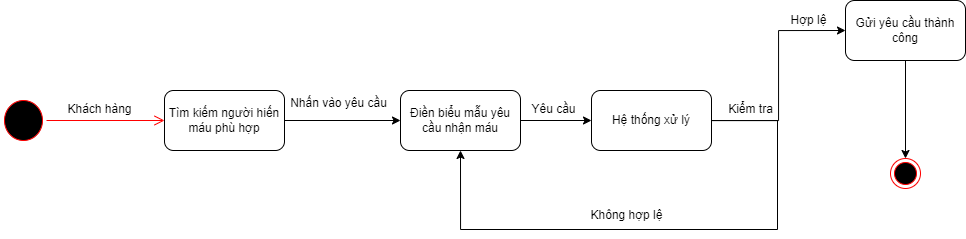 Hợp lệ
Gửi yêu cầu thành
công
Khách hàng
Tìm kiếm người hiến
máu phù hợp
Nhấn vào yêu cầu
Điền biểu mẫu yêu
cầu nhận máu
Yêu cầu
Hệ thống xử lý
Kiểm tra
Không hợp lệ